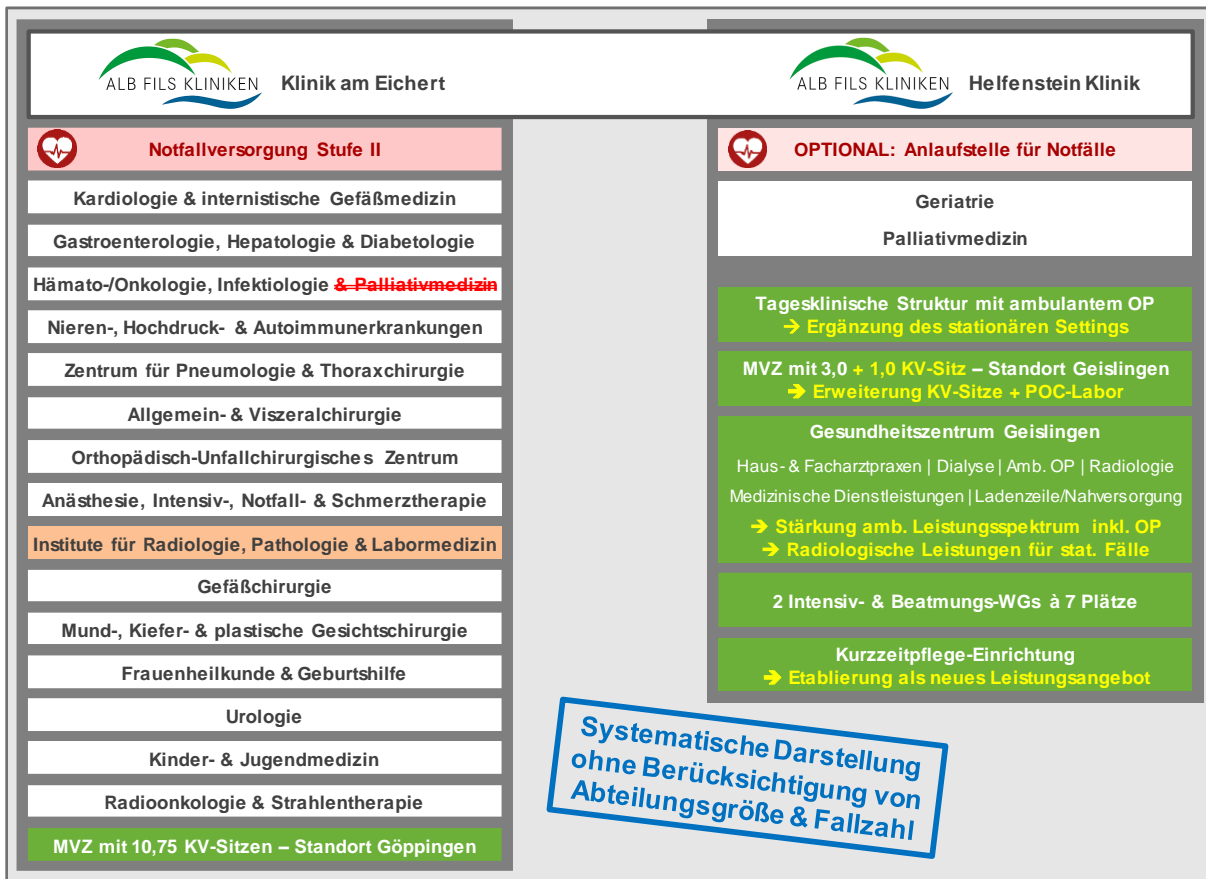 ALB FILS KLINIKEN Klinik am Eichert
Notfallversorgung Stufe II
Kardiologie & internistische Gefäßmedizin
Gastroenterologie, Hepatologie & Diabetologie
Hämato-/Onkologie, Infektiologie & Palliativmedizin
Nieren-, Hochdruck- & Autoimmunerkrankungen
Zentrum für Pneumologie & Thoraxchirurgie
Allgemein- & Viszeralchirurgie
Orthopädisch-Unfallchirurgisches Zentrum
Anästhesie, Intensiv-, Notfall- & Schmerztherapie
Institute für Radiologie, Pathologie & Labormedizin
Gefäßchirurgie
Mund-, Kiefer- & plastische Gesichtschirurgie
Frauenheilkunde & Geburtshilfe
Urologie
Kinder- & Jugendmedizin
Radioonkologie & Strahlentherapie
MVZ mit 10,75 KV-Sitzen – Standort Göppingen
ALB FILS KLINIKEN Helfenstein Klinik
OPTIONAL: Anlaufstelle für Notfälle
Geriatrie
Palliativmedizin
Tagesklinische Struktur mit ambulantem OP
➔ Ergänzung des stationären Settings
MVZ mit 3,0 + 1,0 KV-Sitz – Standort Geislingen
➔ Erweiterung KV-Sitze + POC-Labor
Gesundheitszentrum Geislingen
Haus- & Facharztpraxen | Dialyse | Amb. OP | Radiologie
Medizinische Dienstleistungen | Ladenzeile/Nahversorgung
➔ Stärkung amb. Leistungsspektrum inkl. OP
➔ Radiologische Leistungen für stat. Fälle
2 Intensiv- & Beatmungs-WGs à 7 Plätze
Kurzzeitpflege-Einrichtung
➔ Etablierung als neues Leistungsangebot
Systematische Darstellung
ohne Berücksichtigung von
Abteilungsgröße & Fallzahl